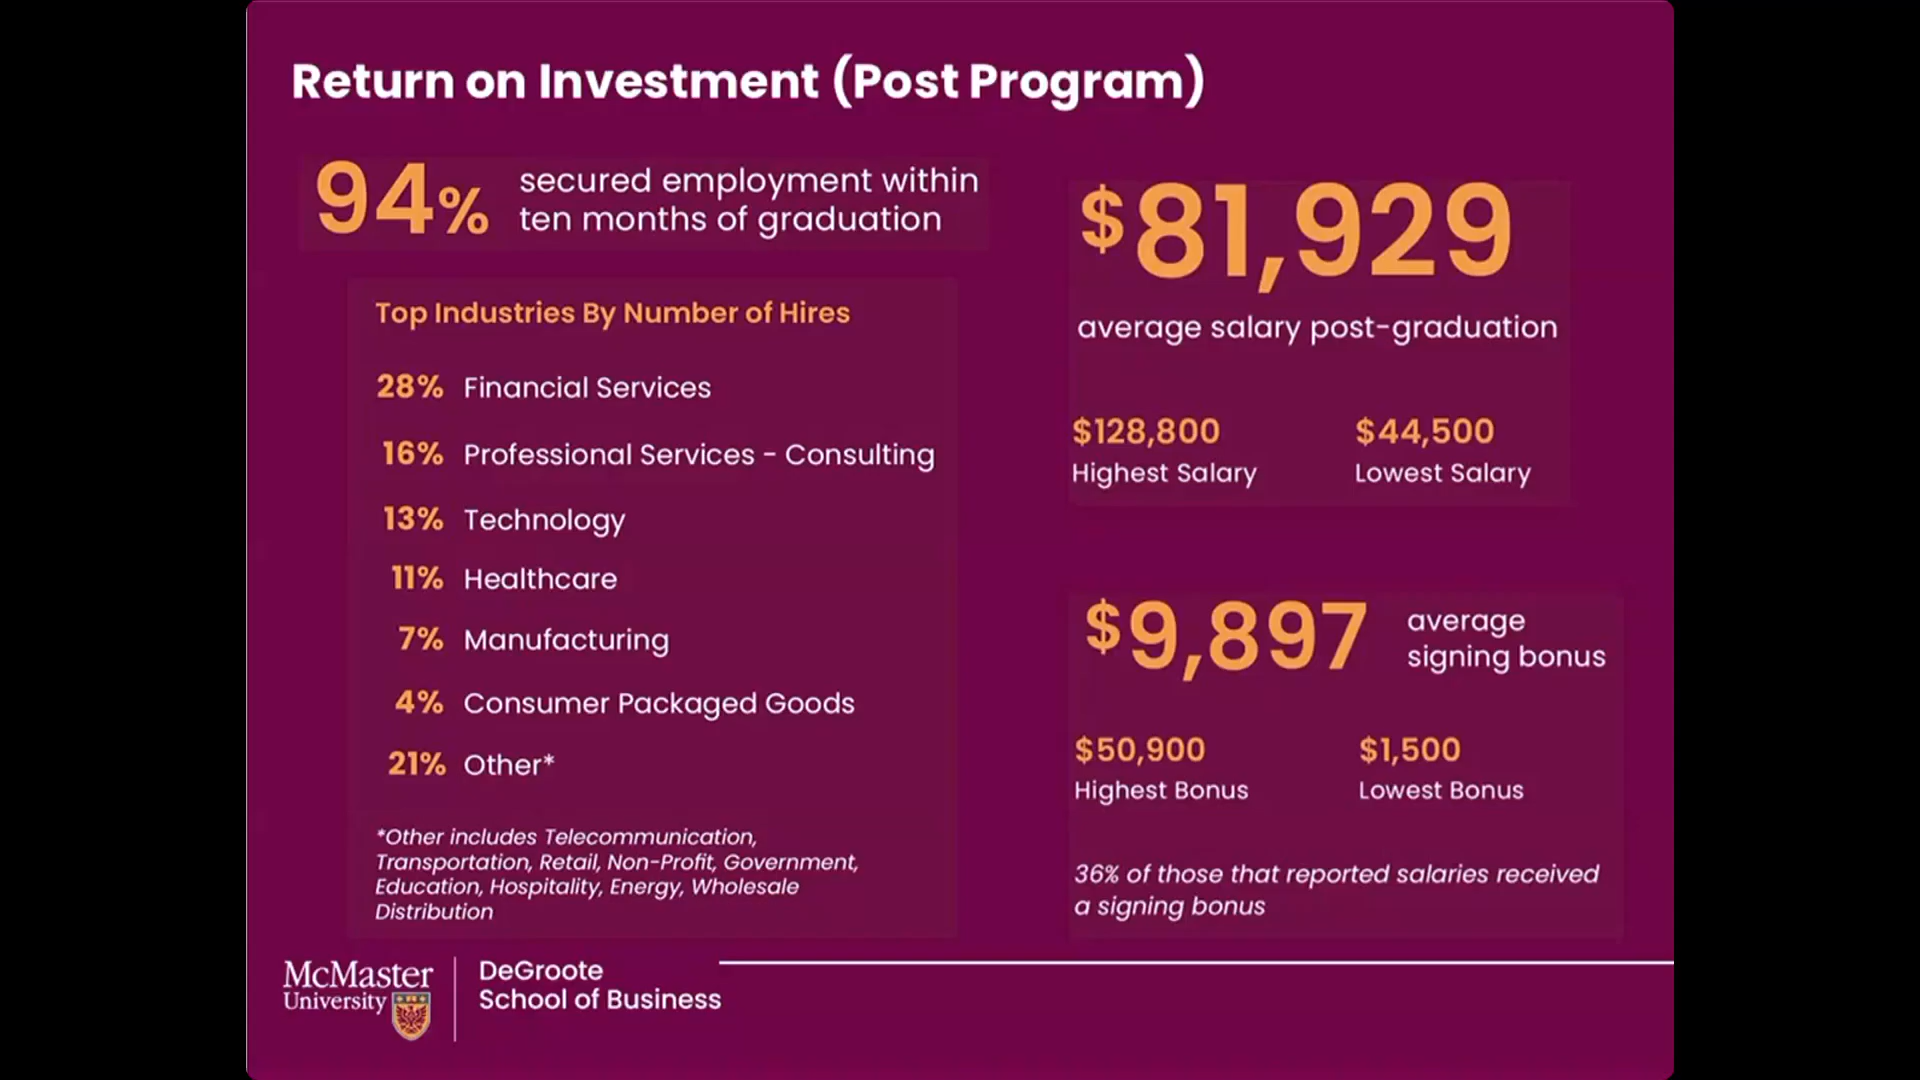 Return on Investment (Post Program)
94% secured employment within
ten months of graduation
Top Industries By Number of Hires
28% Financial Services
16% Professional Services - Consulting
13% Technology
11% Healthcare
7% Manufacturing
4% Consumer Packaged Goods
21% Other*
*Other includes Telecommunication,
Transportation, Retail, Non-Profit, Government,
Education, Hospitality, Energy, Wholesale
Distribution
$81,929
average salary post-graduation
$128,800 $44,500
Highest Salary Lowest Salary
$9,897 average
signing bonus
$50,900 $1,500
Highest Bonus Lowest Bonus
36% of those that reported salaries received
a signing bonus
McMaster
University
DeGroote
School of Business